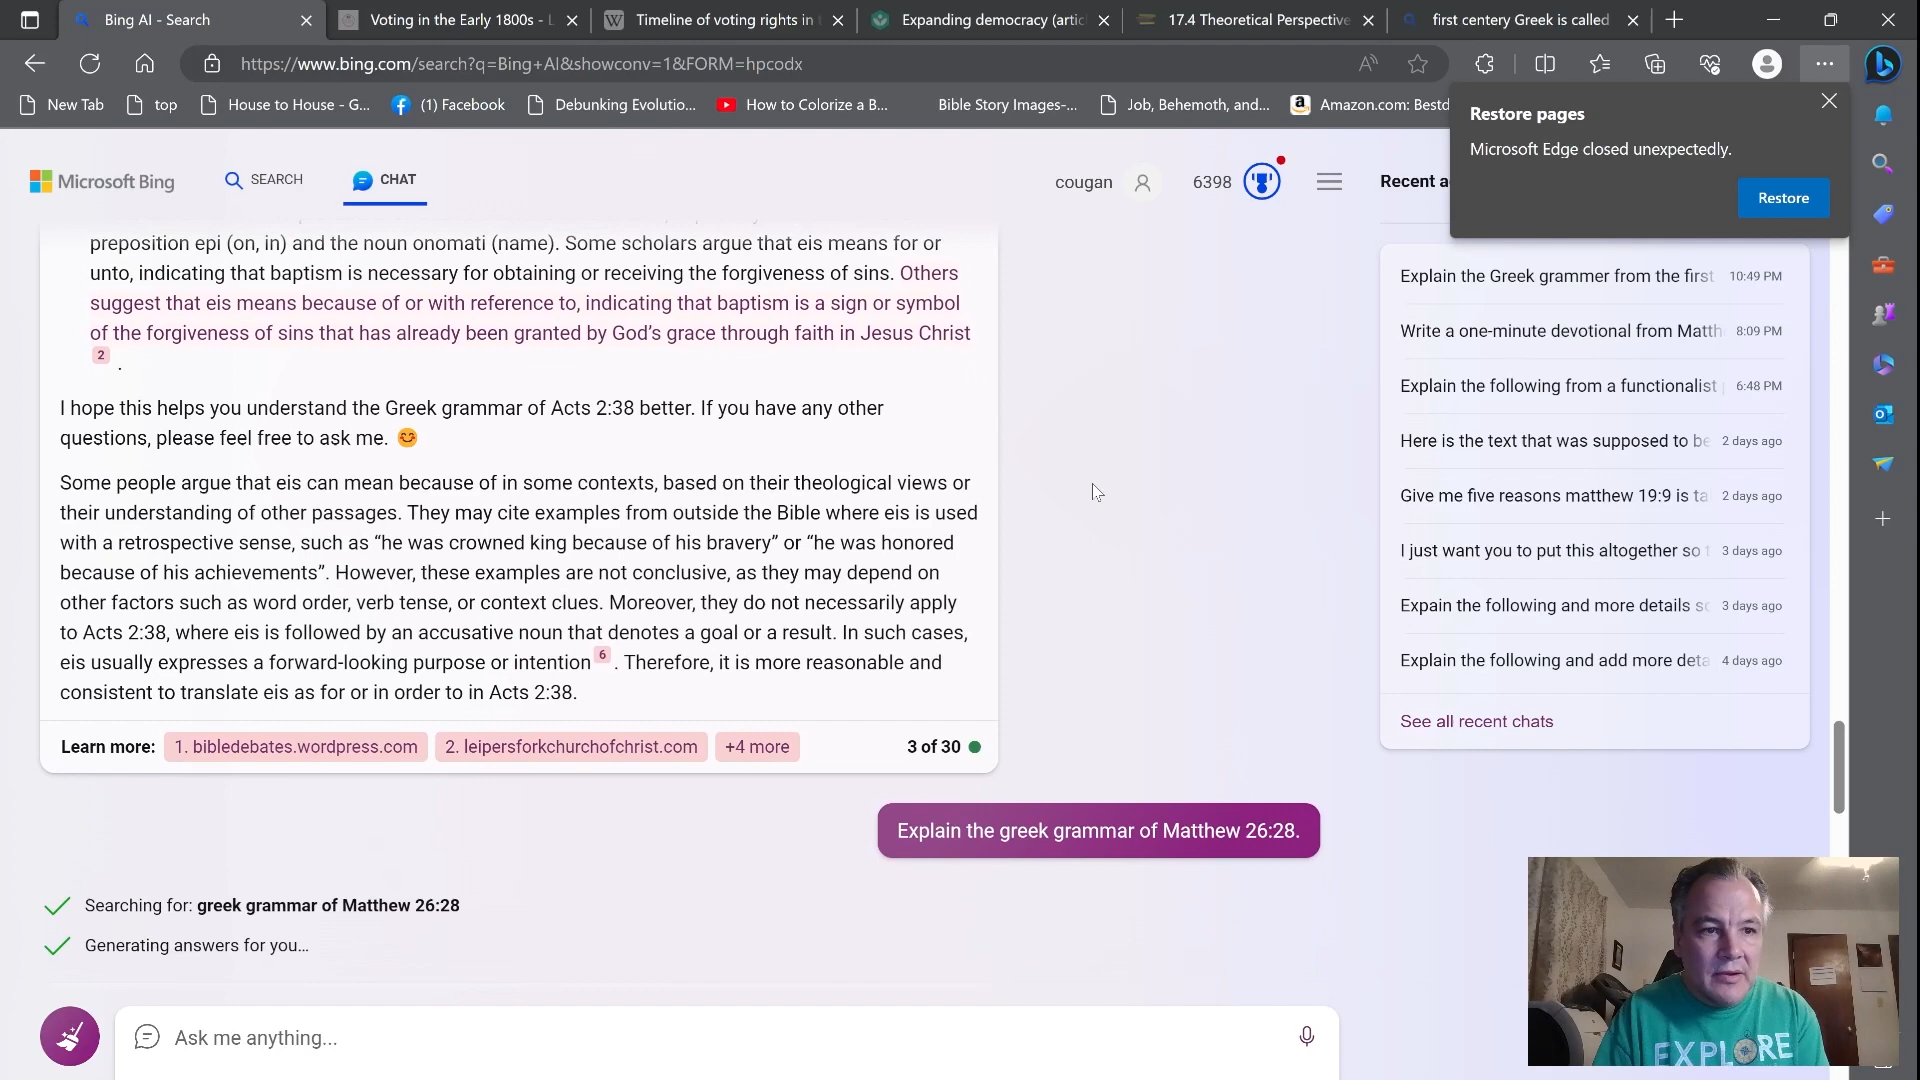 Bing AI - Search
Voting in the Early 1800s - L
Timeline of voting rights in t
Expanding democracy (artic
17.4 Theoretical Perspective
first centery Greek is called
https://www.bing.com/search?q=Bing+AI&showconv=1&FORM=hpcodx
New Tab
top
House to House - G...
(1) Facebook
Debunking Evolutio...
How to Colorize a B...
Bible Story Images-...
Job, Behemoth, and...
Amazon.com: Bestd
Restore pages
Microsoft Edge closed unexpectedly.
Restore
Microsoft Bing
SEARCH
CHAT
cougan
6398
Recent a
preposition epi (on, in) and the noun onomati (name). Some scholars argue that eis means for or
unto, indicating that baptism is necessary for obtaining or receiving the forgiveness of sins. Others
suggest that eis means because of or with reference to, indicating that baptism is a sign or symbol
of the forgiveness of sins that has already been granted by God's grace through faith in Jesus Christ
2
.
I hope this helps you understand the Greek grammar of Acts 2:38 better. If you have any other
questions, please feel free to ask me. 😊
Some people argue that eis can mean because of in some contexts, based on their theological views or
their understanding of other passages. They may cite examples from outside the Bible where eis is used
with a retrospective sense, such as “he was crowned king because of his bravery” or “he was honored
because of his achievements”. However, these examples are not conclusive, as they may depend on
other factors such as word order, verb tense, or context clues. Moreover, they do not necessarily apply
to Acts 2:38, where eis is followed by an accusative noun that denotes a goal or a result. In such cases,
eis usually expresses a forward-looking purpose or intention 6 . Therefore, it is more reasonable and
consistent to translate eis as for or in order to in Acts 2:38.
Learn more: 1. bibledebates.wordpress.com 2. leipersforkchurchofchrist.com +4 more 3 of 30
Explain the greek grammar of Matthew 26:28.
Searching for: greek grammar of Matthew 26:28
Generating answers for you...
Ask me anything...
Explain the Greek grammer from the first 10:49 PM
Write a one-minute devotional from Matth 8:09 PM
Explain the following from a functionalist 6:48 PM
Here is the text that was supposed to be 2 days ago
Give me five reasons matthew 19:9 is ta 2 days ago
I just want you to put this altogether so 3 days ago
Expain the following and more details so 3 days ago
Explain the following and add more deta 4 days ago
See all recent chats
EXPLORE